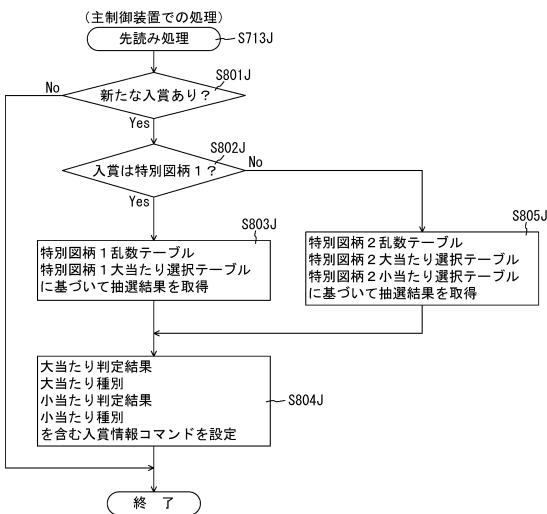 (主制御装置での処理)
先読み処理
S713J
S801J
新たな入賞あり？
No
Yes
S802J
入賞は特別図柄１？
No
Yes
S803J
特別図柄１乱数テーブル
特別図柄１大当たり選択テーブル
に基づいて抽選結果を取得
S805J
特別図柄２乱数テーブル
特別図柄２大当たり選択テーブル
特別図柄２小当たり選択テーブル
に基づいて抽選結果を取得
大当たり判定結果
大当たり種別
小当たり判定結果
小当たり種別
を含む入賞情報コマンドを設定
S804J
終 了